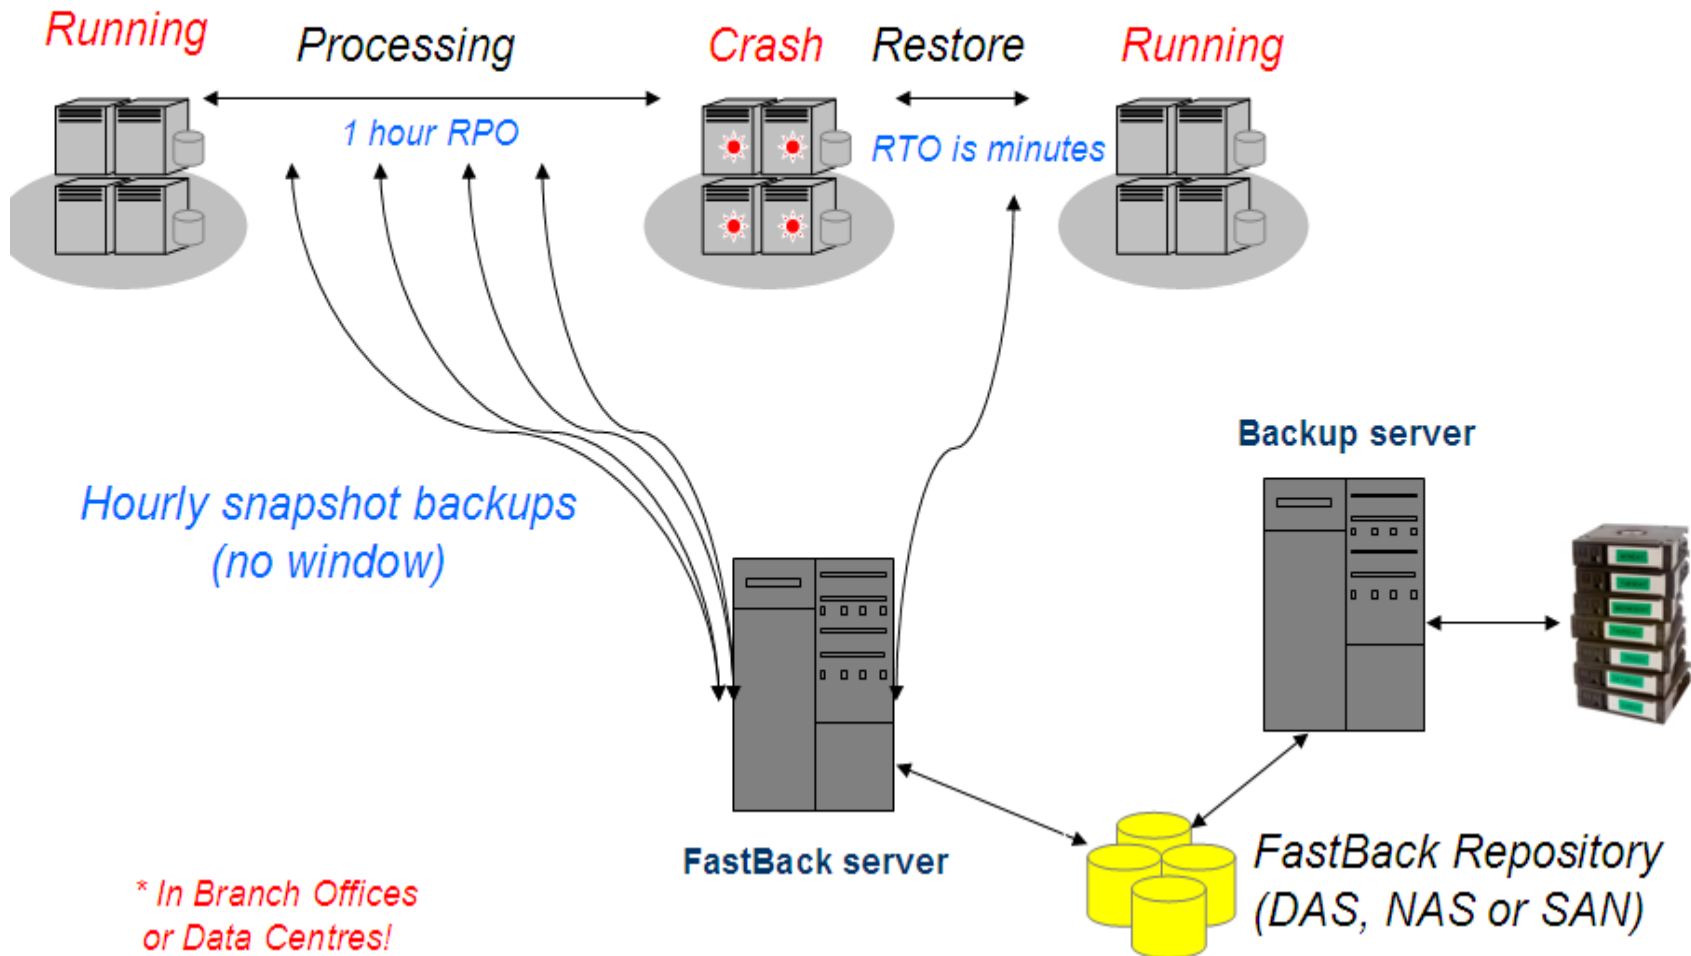 Running
Processing
Crash
Restore
Running
1 hour RPO
RTO is minutes
Hourly snapshot backups
(no window)
Backup server
FastBack server
FastBack Repository
(DAS, NAS or SAN)
* In Branch Offices
or Data Centres!